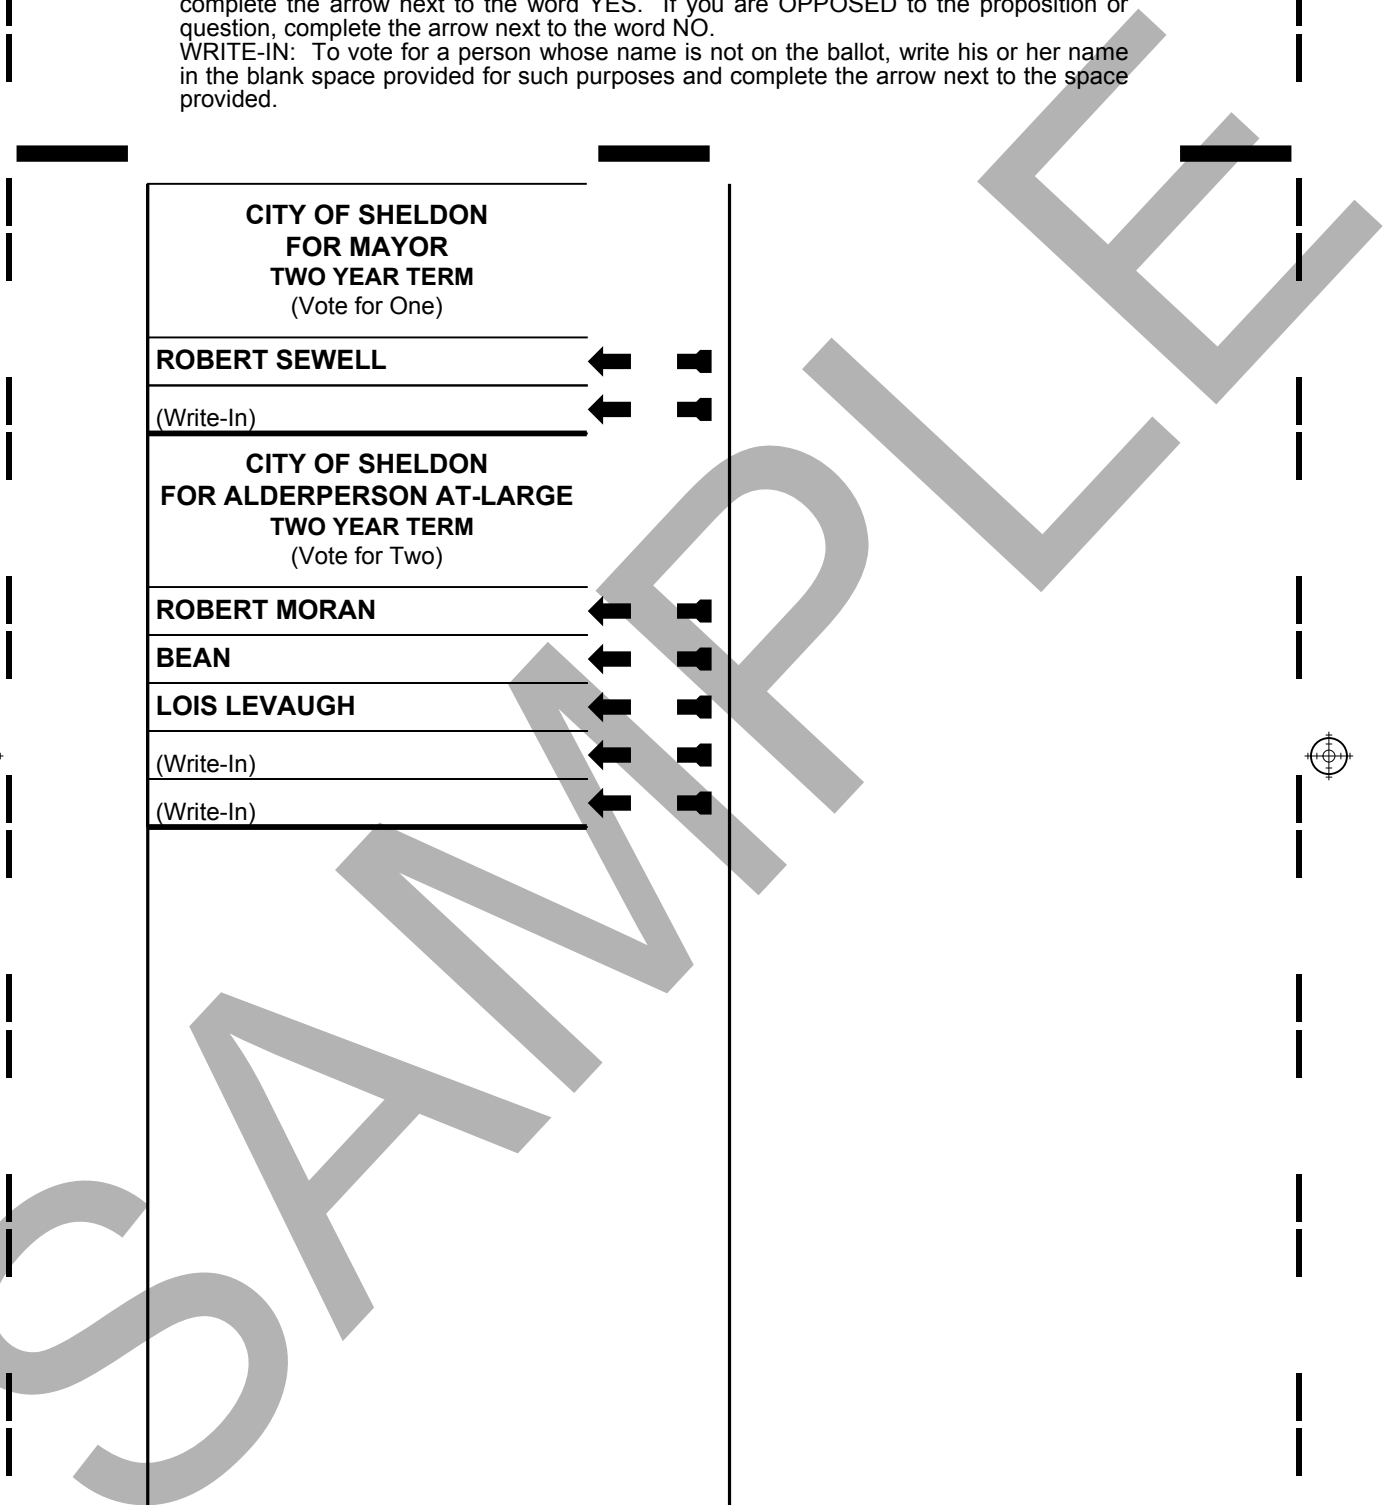 complete the arrow next to the word YES. If you are OPPOSED to the proposition or
question, complete the arrow next to the word NO.
WRITE-IN: To vote for a person whose name is not on the ballot, write his or her name
in the blank space provided for such purposes and complete the arrow next to the space
provided.
CITY OF SHELDON
FOR MAYOR
TWO YEAR TERM
(Vote for One)
ROBERT SEWELL
(Write-In)
CITY OF SHELDON
FOR ALDERPERSON AT-LARGE
TWO YEAR TERM
(Vote for Two)
ROBERT MORAN
BEAN
LOIS LEVAUGH
(Write-In)
(Write-In)
SAMPLE